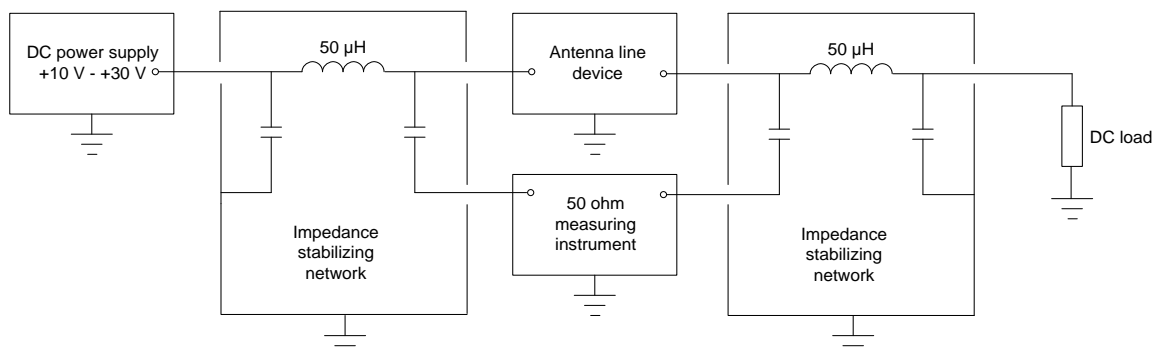 DC power supply
+10 V - +30 V
50 µH
Antenna line
device
50 µH
DC load
Impedance
stabilizing
network
50 ohm
measuring
instrument
Impedance
stabilizing
network